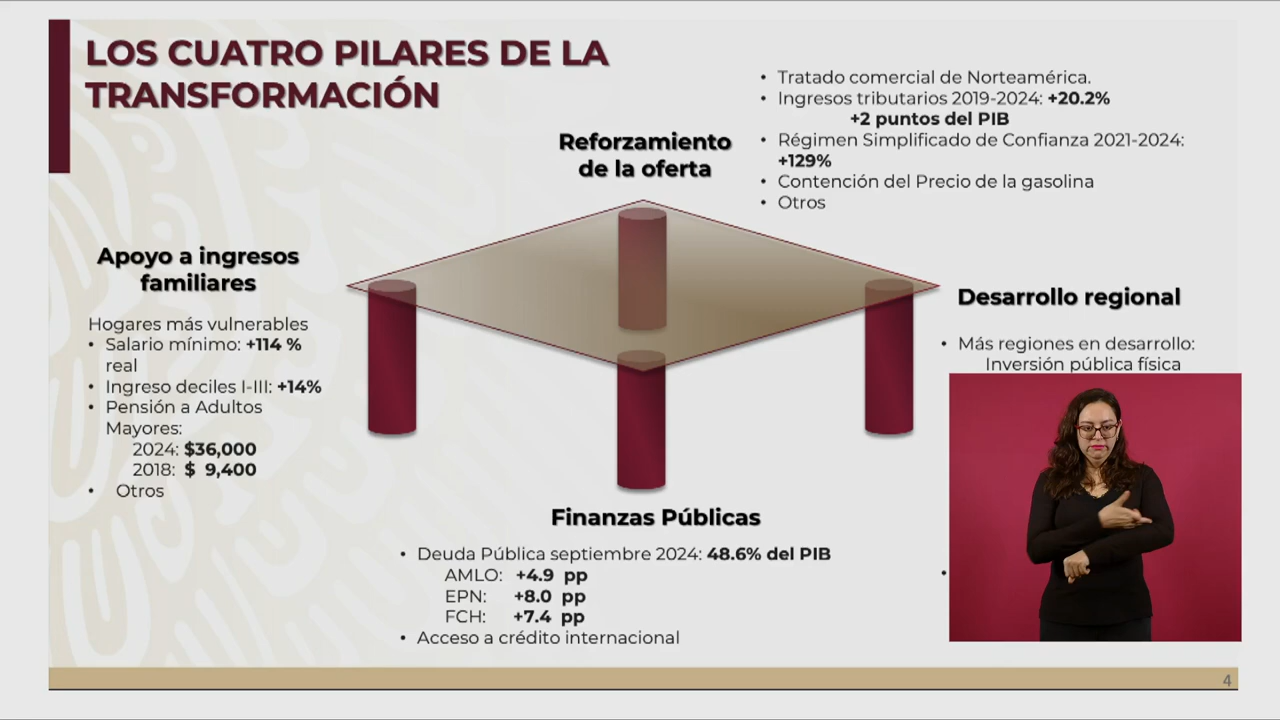 LOS CUATRO PILARES DE LA
TRANSFORMACIÓN
Reforzamiento
de la oferta
• Tratado comercial de Norteamérica.
• Ingresos tributarios 2019-2024: +20.2%
+2 puntos del PIB
• Régimen Simplificado de Confianza 2021-2024:
+129%
• Contención del Precio de la gasolina
• Otros
Apoyo a ingresos
familiares
Hogares más vulnerables
• Salario mínimo: +114 %
real
• Ingreso deciles I-III: +14%
• Pensión a Adultos
Mayores:
2024: $36,000
2018: $ 9,400
• Otros
Desarrollo regional
• Más regiones en desarrollo:
Inversión pública física
•
Finanzas Públicas
• Deuda Pública septiembre 2024: 48.6% del PIB
AMLO: +4.9 pp
EPN: +8.0 pp
FCH: +7.4 pp
• Acceso a crédito internacional
4